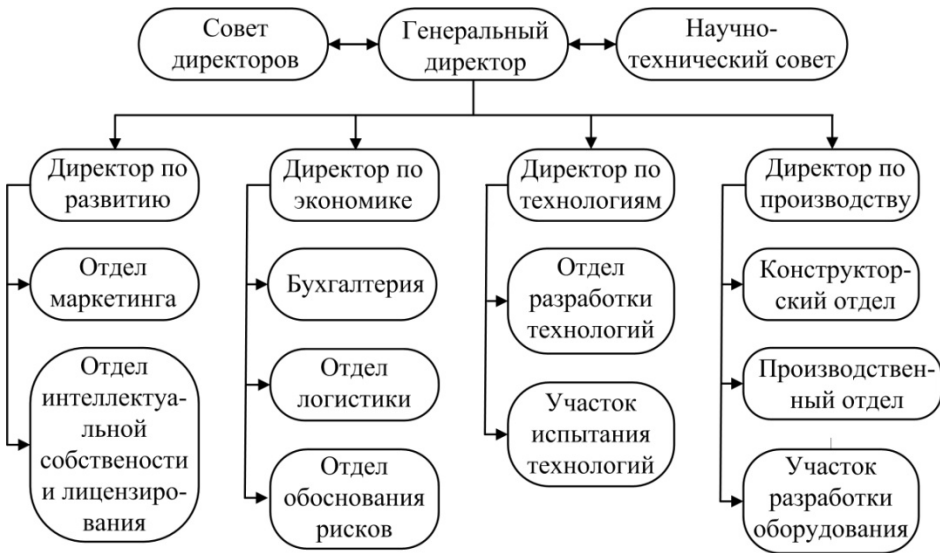 Совет
директоров
Генеральный
директор
Научно-
технический совет
Директор по
развитию
Директор по
экономике
Директор по
технологиям
Директор по
производству
Отдел
маркетинга
Бухгалтерия
Отдел
разработки
технологий
Конструктор-
ский отдел
Отдел
интеллектуа-
альной
собствености
и лицензиро-
вания
Отдел
логистики
Участок
испытания
технологий
Производствен-
ный отдел
Отдел
обоснования
рисков
Участок
разработки
оборудования